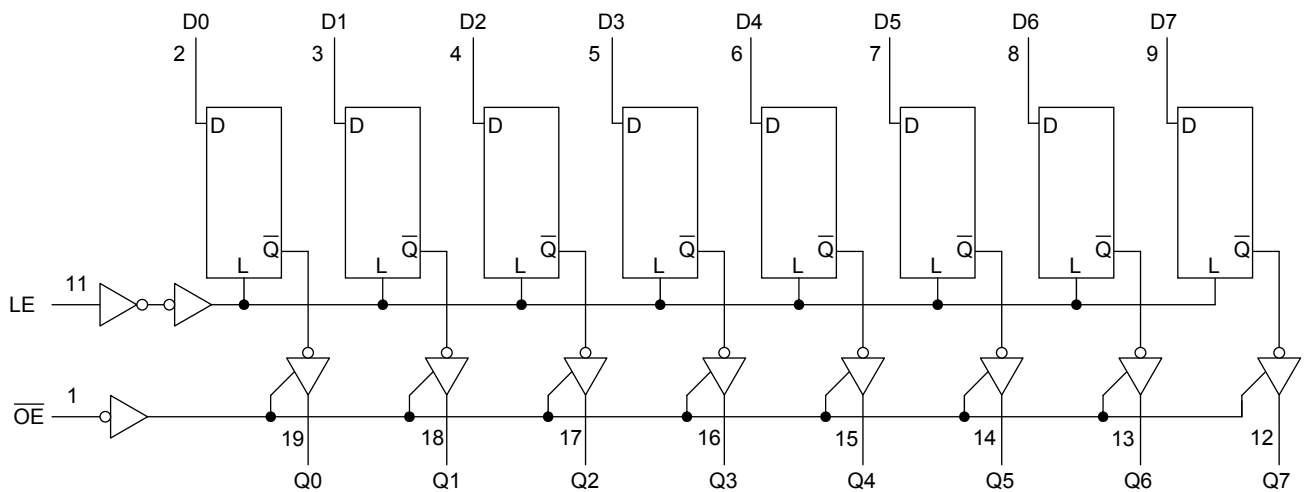 D0 D1 D2 D3 D4 D5 D6 D7
2 3 4 5 6 7 8 9
D D D D D D D D
Q̅ Q̅ Q̅ Q̅ Q̅ Q̅ Q̅ Q̅
L L L L L L L L
11
LE
1
O̅E̅
19 18 17 16 15 14 13 12
Q0 Q1 Q2 Q3 Q4 Q5 Q6 Q7